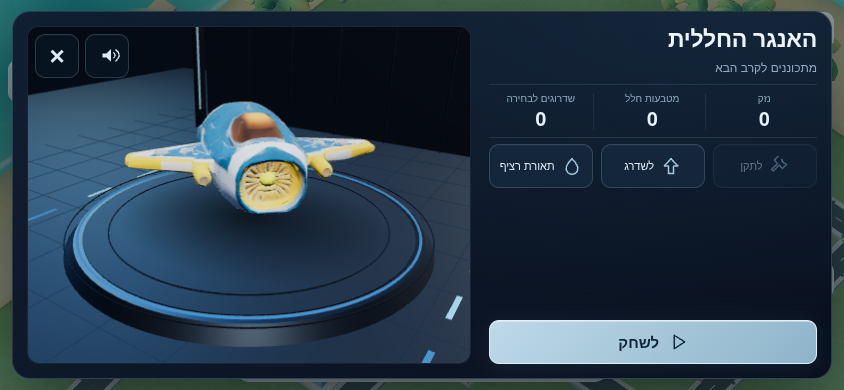 האנגר החללית
מתכוננים לקרב הבא
נזק
0
מטבעות חלל
0
שדרוגים לבחירה
0
לתקן
לשדרג
תאורת רציף
לשחק